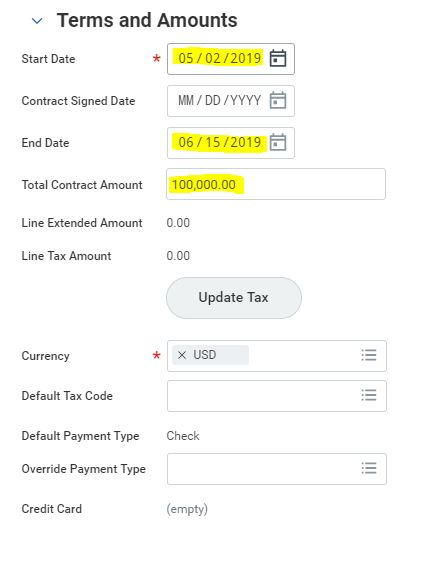 Terms and Amounts
Start Date * 05 / 02 / 2019
Contract Signed Date MM / DD / YYYY
End Date 06 / 15 / 2019
Total Contract Amount 100,000.00
Line Extended Amount 0.00
Line Tax Amount 0.00
Update Tax
Currency * × USD
Default Tax Code
Default Payment Type Check
Override Payment Type
Credit Card (empty)